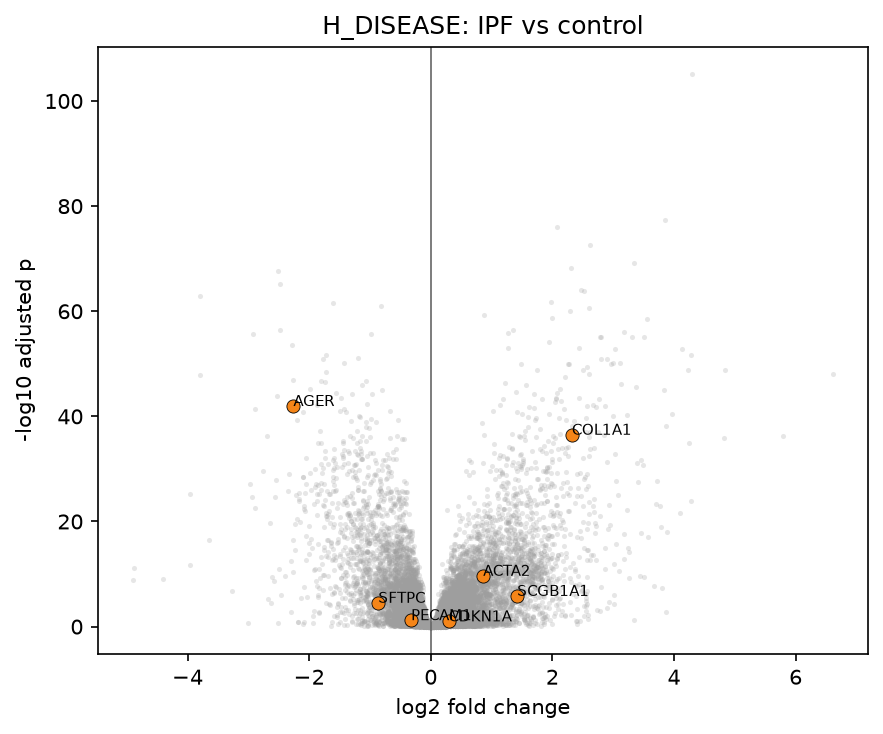 H_DISEASE: IPF vs control
-log10 adjusted p
100
80
60
40
20
0
AGER
COL1A1
ACTA2
SCGB1A1
SFTPC
PECAM1
CDKN1A
−4
−2
0
2
4
6
log2 fold change